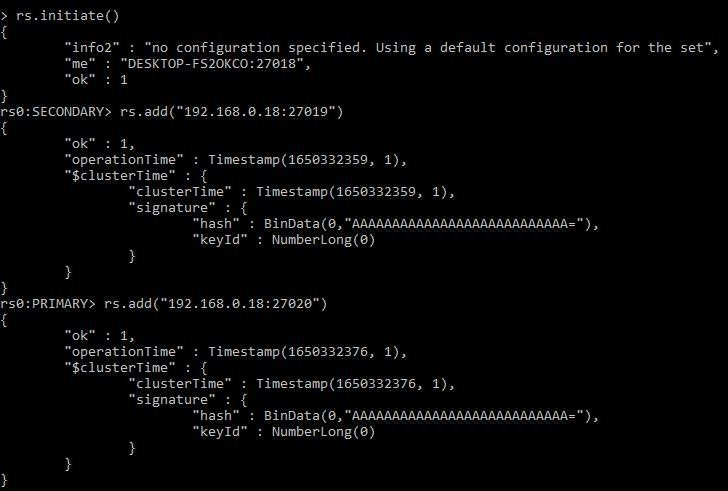 > rs.initiate()
{
        "info2" : "no configuration specified. Using a default configuration for the set",
        "me" : "DESKTOP-FS2OKCO:27018",
        "ok" : 1
}
rs0:SECONDARY> rs.add("192.168.0.18:27019")
{
        "ok" : 1,
        "operationTime" : Timestamp(1650332359, 1),
        "$clusterTime" : {
                "clusterTime" : Timestamp(1650332359, 1),
                "signature" : {
                        "hash" : BinData(0,"AAAAAAAAAAAAAAAAAAAAAAAAAAA="),
                        "keyId" : NumberLong(0)
                }
        }
}
rs0:PRIMARY> rs.add("192.168.0.18:27020")
{
        "ok" : 1,
        "operationTime" : Timestamp(1650332376, 1),
        "$clusterTime" : {
                "clusterTime" : Timestamp(1650332376, 1),
                "signature" : {
                        "hash" : BinData(0,"AAAAAAAAAAAAAAAAAAAAAAAAAAA="),
                        "keyId" : NumberLong(0)
                }
        }
}